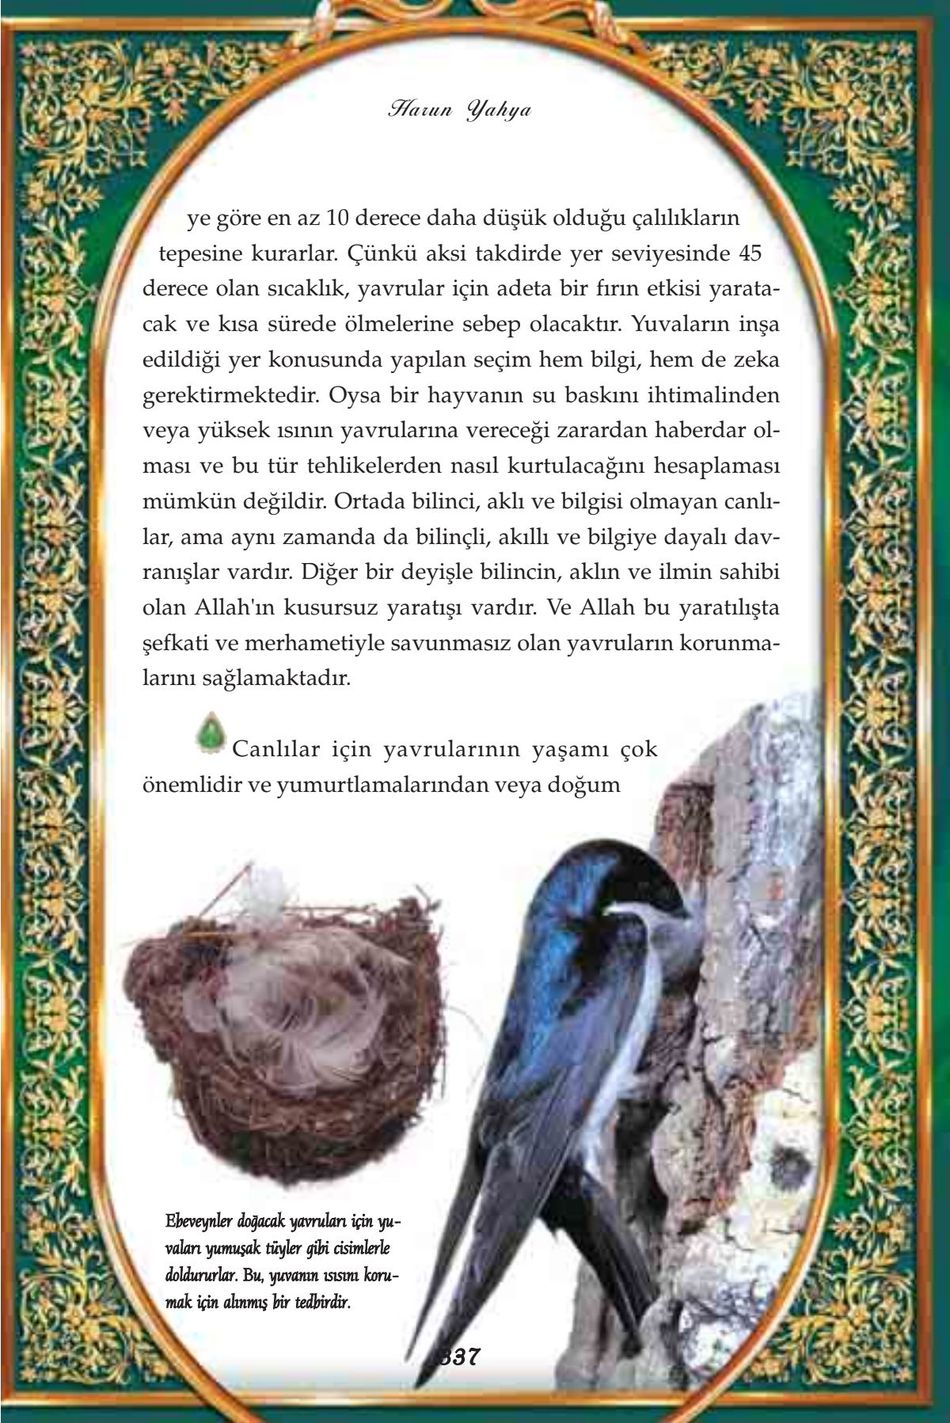 Harun Yahya
ye göre en az 10 derece daha düşük olduğu çalılıkların
tepesine kurarlar. Çünkü aksi takdirde yer seviyesinde 45
derece olan sıcaklık, yavrular için adeta bir fırın etkisi yarata-
cak ve kısa sürede ölmelerine sebep olacaktır. Yuvaların inşa
edildiği yer konusunda yapılan seçim hem bilgi, hem de zeka
gerektirmektedir. Oysa bir hayvanın su baskını ihtimalinden
veya yüksek ısının yavrularına vereceği zarardan haberdar ol-
ması ve bu tür tehlikelerden nasıl kurtulacağını hesaplaması
mümkün değildir. Ortada bilinci, aklı ve bilgisi olmayan canlı-
lar, ama aynı zamanda da bilinçli, akıllı ve bilgiye dayalı dav-
ranışlar vardır. Diğer bir deyişle bilincin, aklın ve ilmin sahibi
olan Allah'ın kusursuz yaratışı vardır. Ve Allah bu yaratılışta
şefkati ve merhametiyle savunmasız olan yavruların korunma-
larını sağlamaktadır.
Canlılar için yavrularının yaşamı çok
önemlidir ve yumurtlamalarından veya doğum
Ebeveynler doğacak yavruları için yu-
vaları yumuşak tüyler gibi cisimlerle
doldururlar. Bu, yuvanın ısısını koru-
mak için alınmış bir tedbirdir.
337